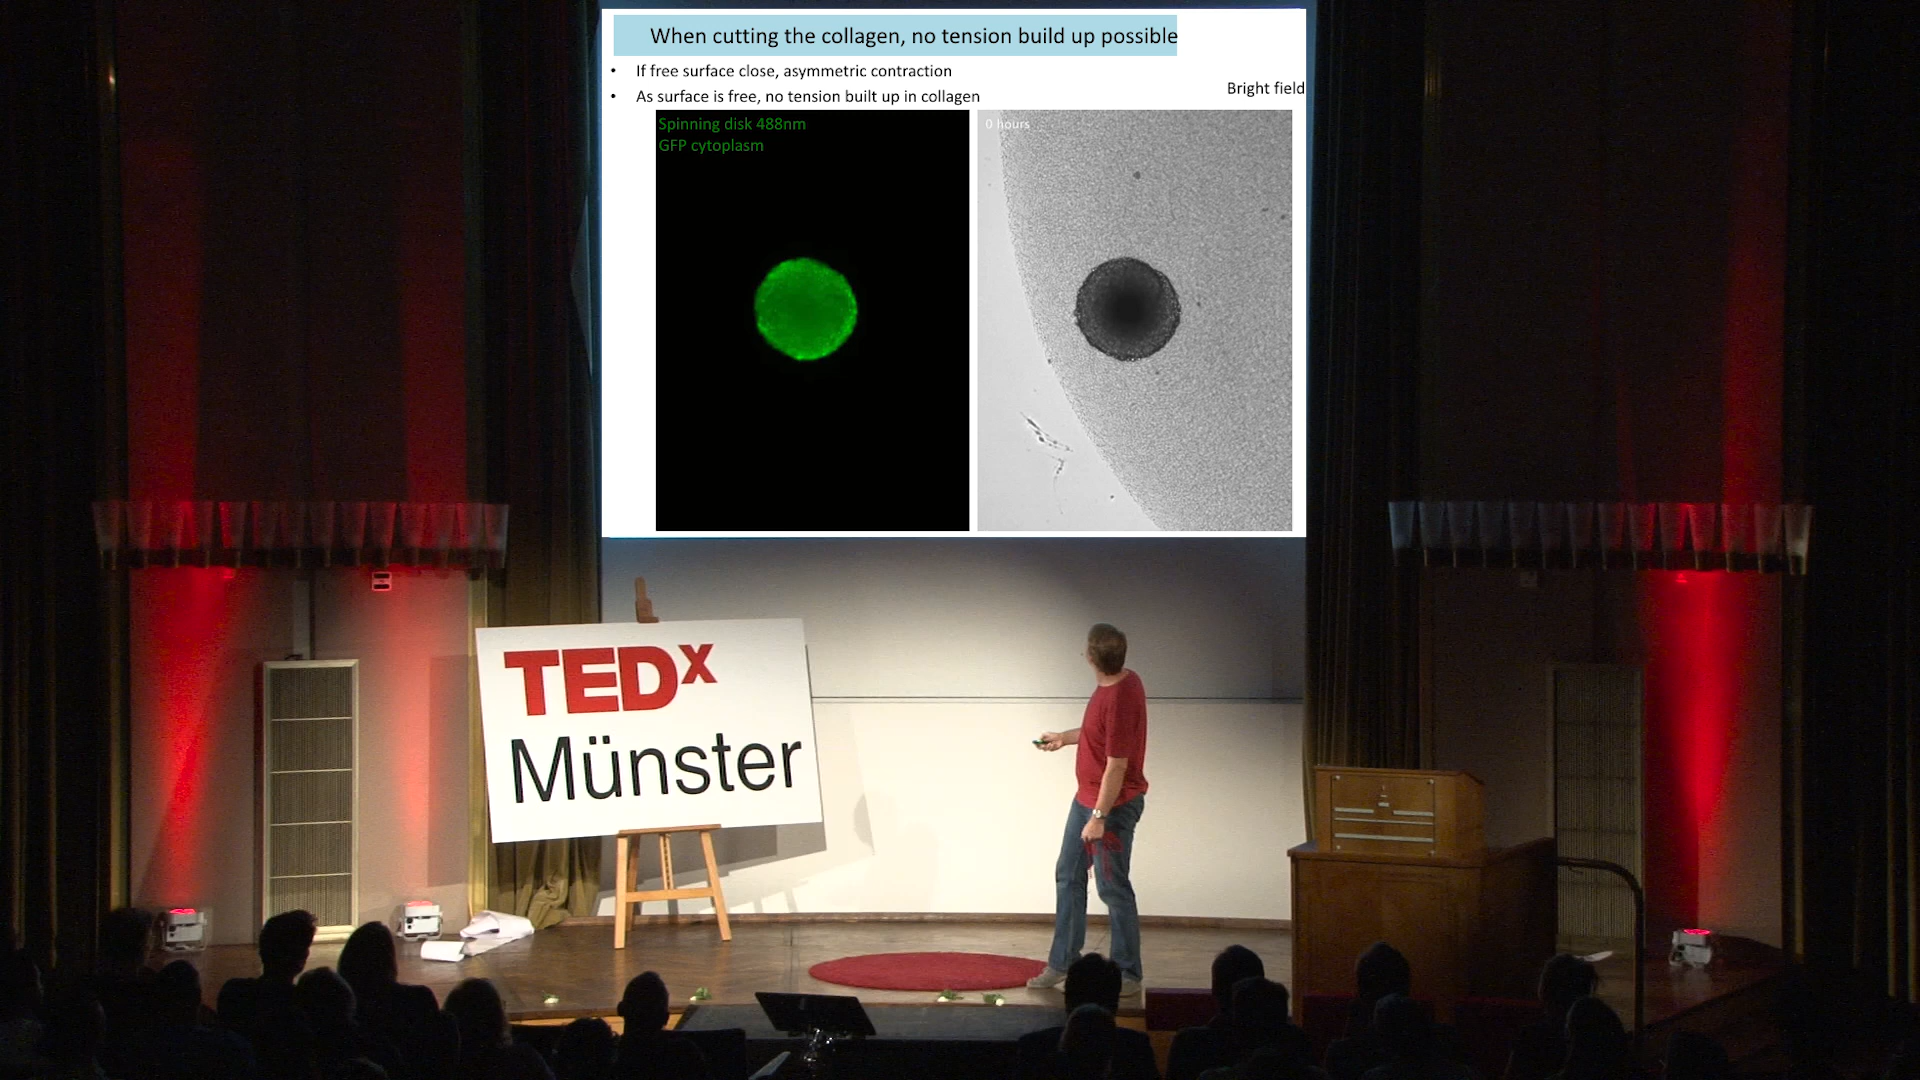 When cutting the collagen, no tension build up possible
• If free surface close, asymmetric contraction
• As surface is free, no tension built up in collagen
Bright field
Spinning disk 488nm
GFP cytoplasm
0 hours
TEDx
Münster